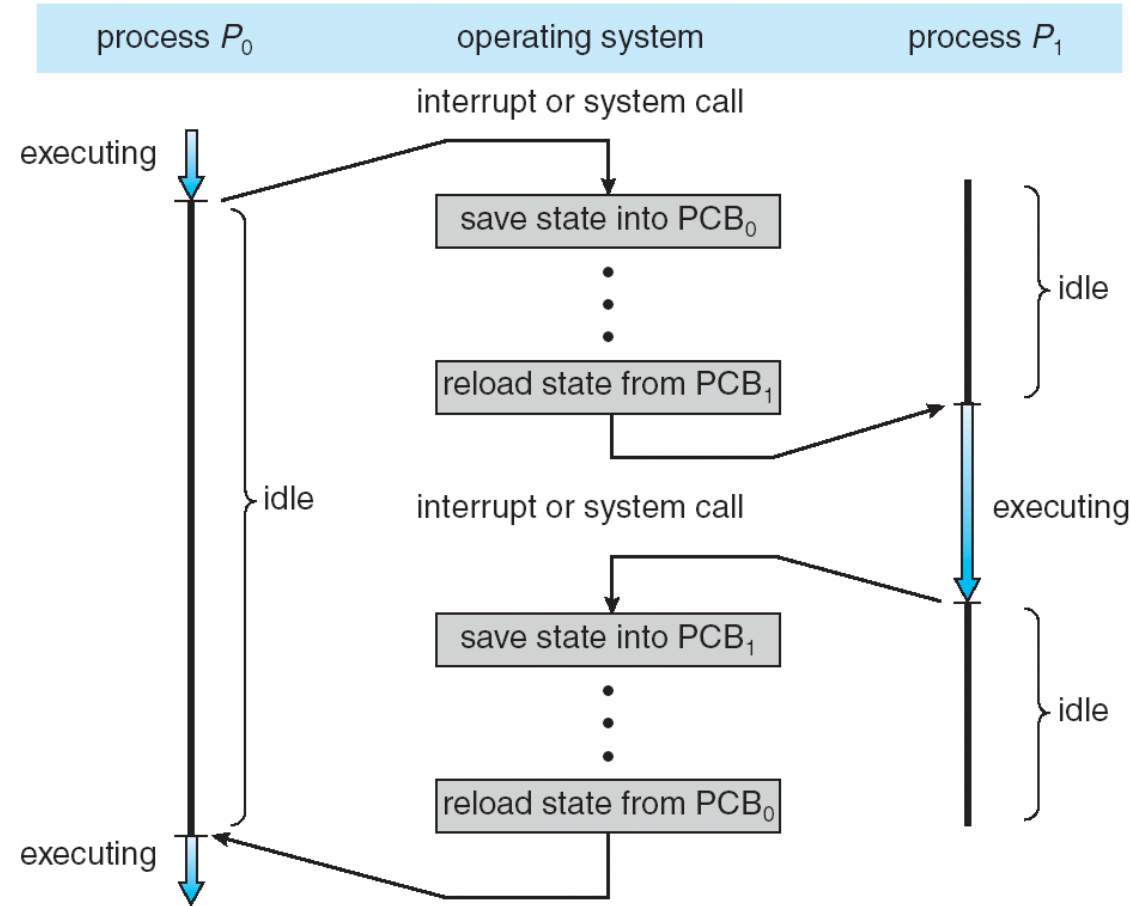 process P₀ operating system process P₁
interrupt or system call
executing
save state into PCB₀
idle
reload state from PCB₁
idle
interrupt or system call
executing
save state into PCB₁
idle
reload state from PCB₀
executing